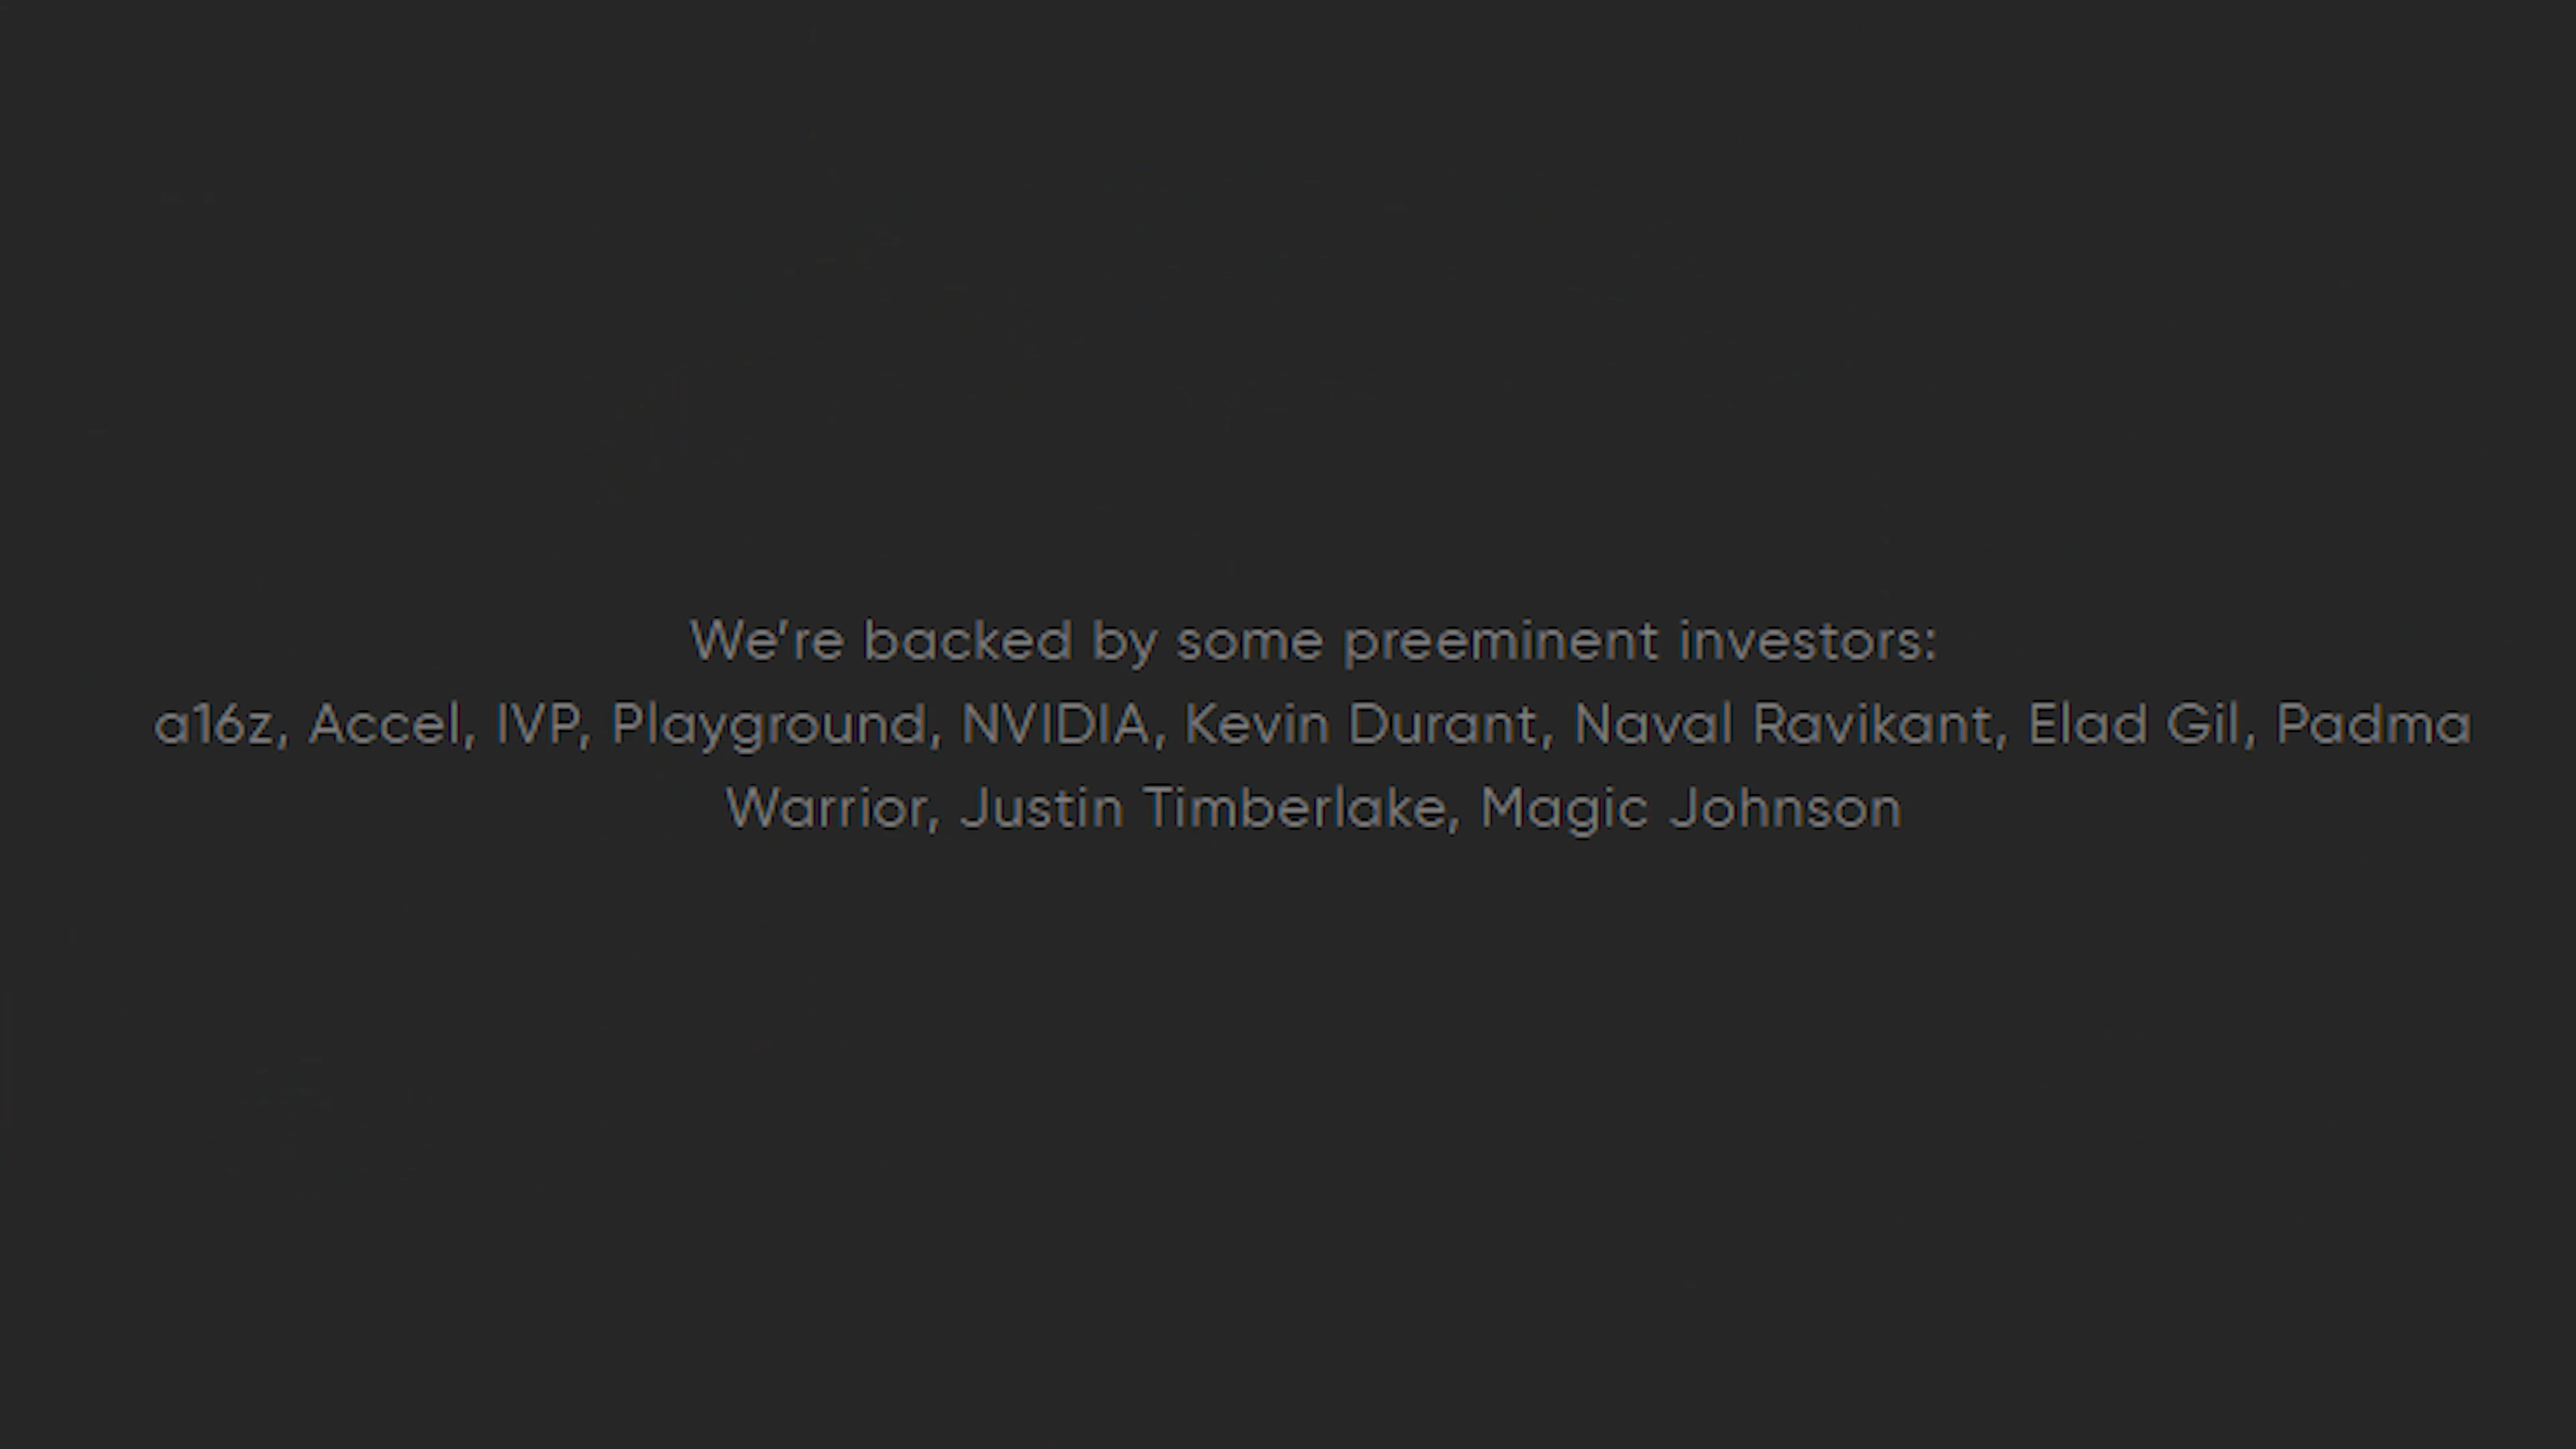 We’re backed by some preeminent investors:
a16z, Accel, IVP, Playground, NVIDIA, Kevin Durant, Naval Ravikant, Elad Gil, Padma
Warrior, Justin Timberlake, Magic Johnson